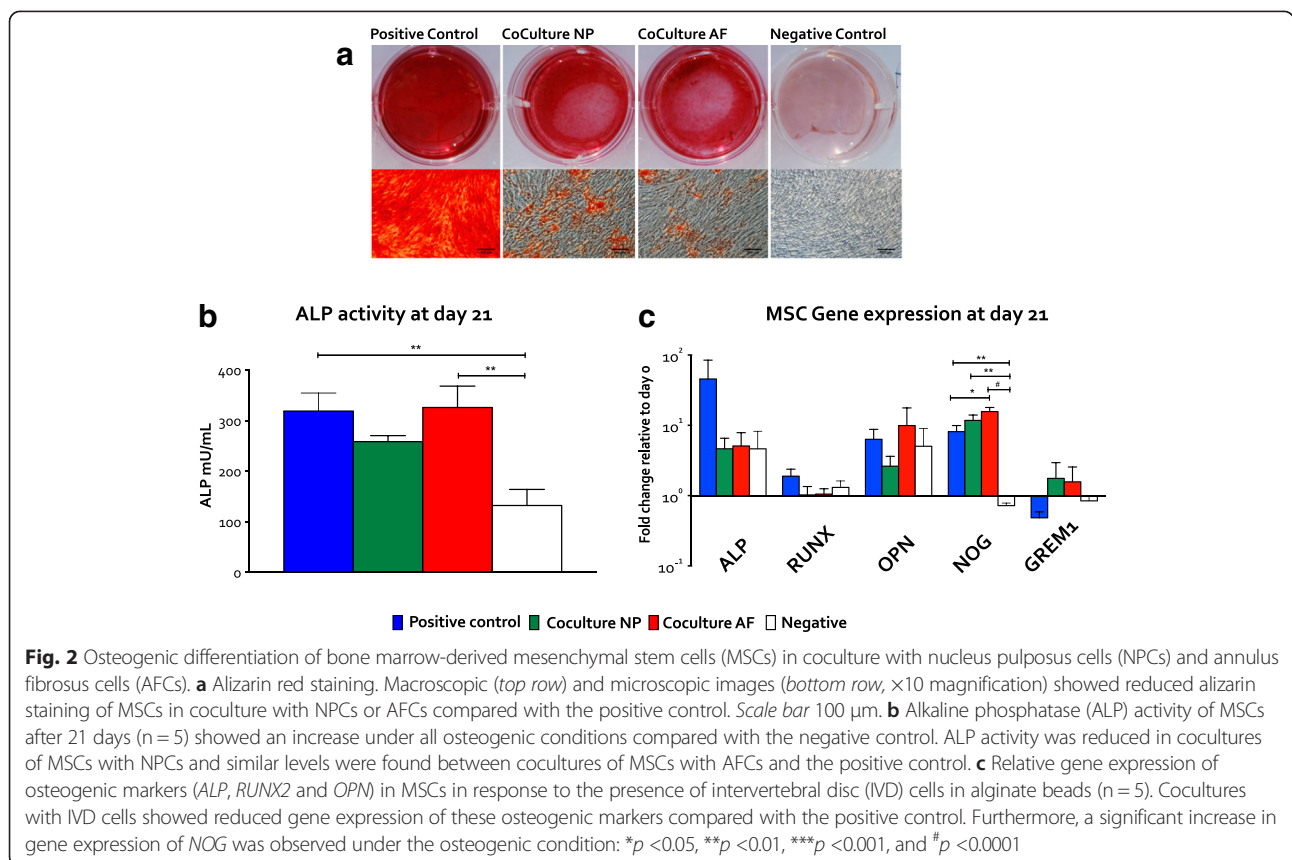 Positive Control CoCulture NP CoCulture AF Negative Control
a
b ALP activity at day 21
ALP mU/mL
400
300
200
100
0
**
**
c MSC Gene expression at day 21
Fold change relative to day 0
10²
10¹
10⁰
10⁻¹
**
**
#
*
ALP RUNX OPN NOG GREM1
Positive control Coculture NP Coculture AF Negative
Fig. 2 Osteogenic differentiation of bone marrow-derived mesenchymal stem cells (MSCs) in coculture with nucleus pulposus cells (NPCs) and annulus
fibrosus cells (AFCs). a Alizarin red staining. Macroscopic (top row) and microscopic images (bottom row, ×10 magnification) showed reduced alizarin
staining of MSCs in coculture with NPCs or AFCs compared with the positive control. Scale bar 100 μm. b Alkaline phosphatase (ALP) activity of MSCs
after 21 days (n = 5) showed an increase under all osteogenic conditions compared with the negative control. ALP activity was reduced in cocultures
of MSCs with NPCs and similar levels were found between cocultures of MSCs with AFCs and the positive control. c Relative gene expression of
osteogenic markers (ALP, RUNX2 and OPN) in MSCs in response to the presence of intervertebral disc (IVD) cells in alginate beads (n = 5). Cocultures
with IVD cells showed reduced gene expression of these osteogenic markers compared with the positive control. Furthermore, a significant increase in
gene expression of NOG was observed under the osteogenic condition: *p <0.05, **p <0.01, ***p <0.001, and #p <0.0001